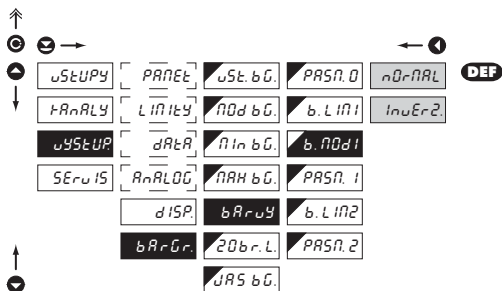 vStUPY PAMEt vSt. bG. PASM. 0 nOrMAL DEF
kAnALY LIMItY MOd bG. b. LIM1 InvErZ.
vYStUP. dAtA MIn bG. b. MOd1
SErvIS AnALOG MAX bG. PASM. 1
dISP. bArvY b. LIM2
bArGr. ZObr. L. PASM. 2
JAS bG.